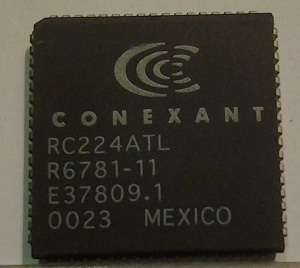 CONEXANT
RC224ATL
R6781-11
E37809.1
0023 MEXICO